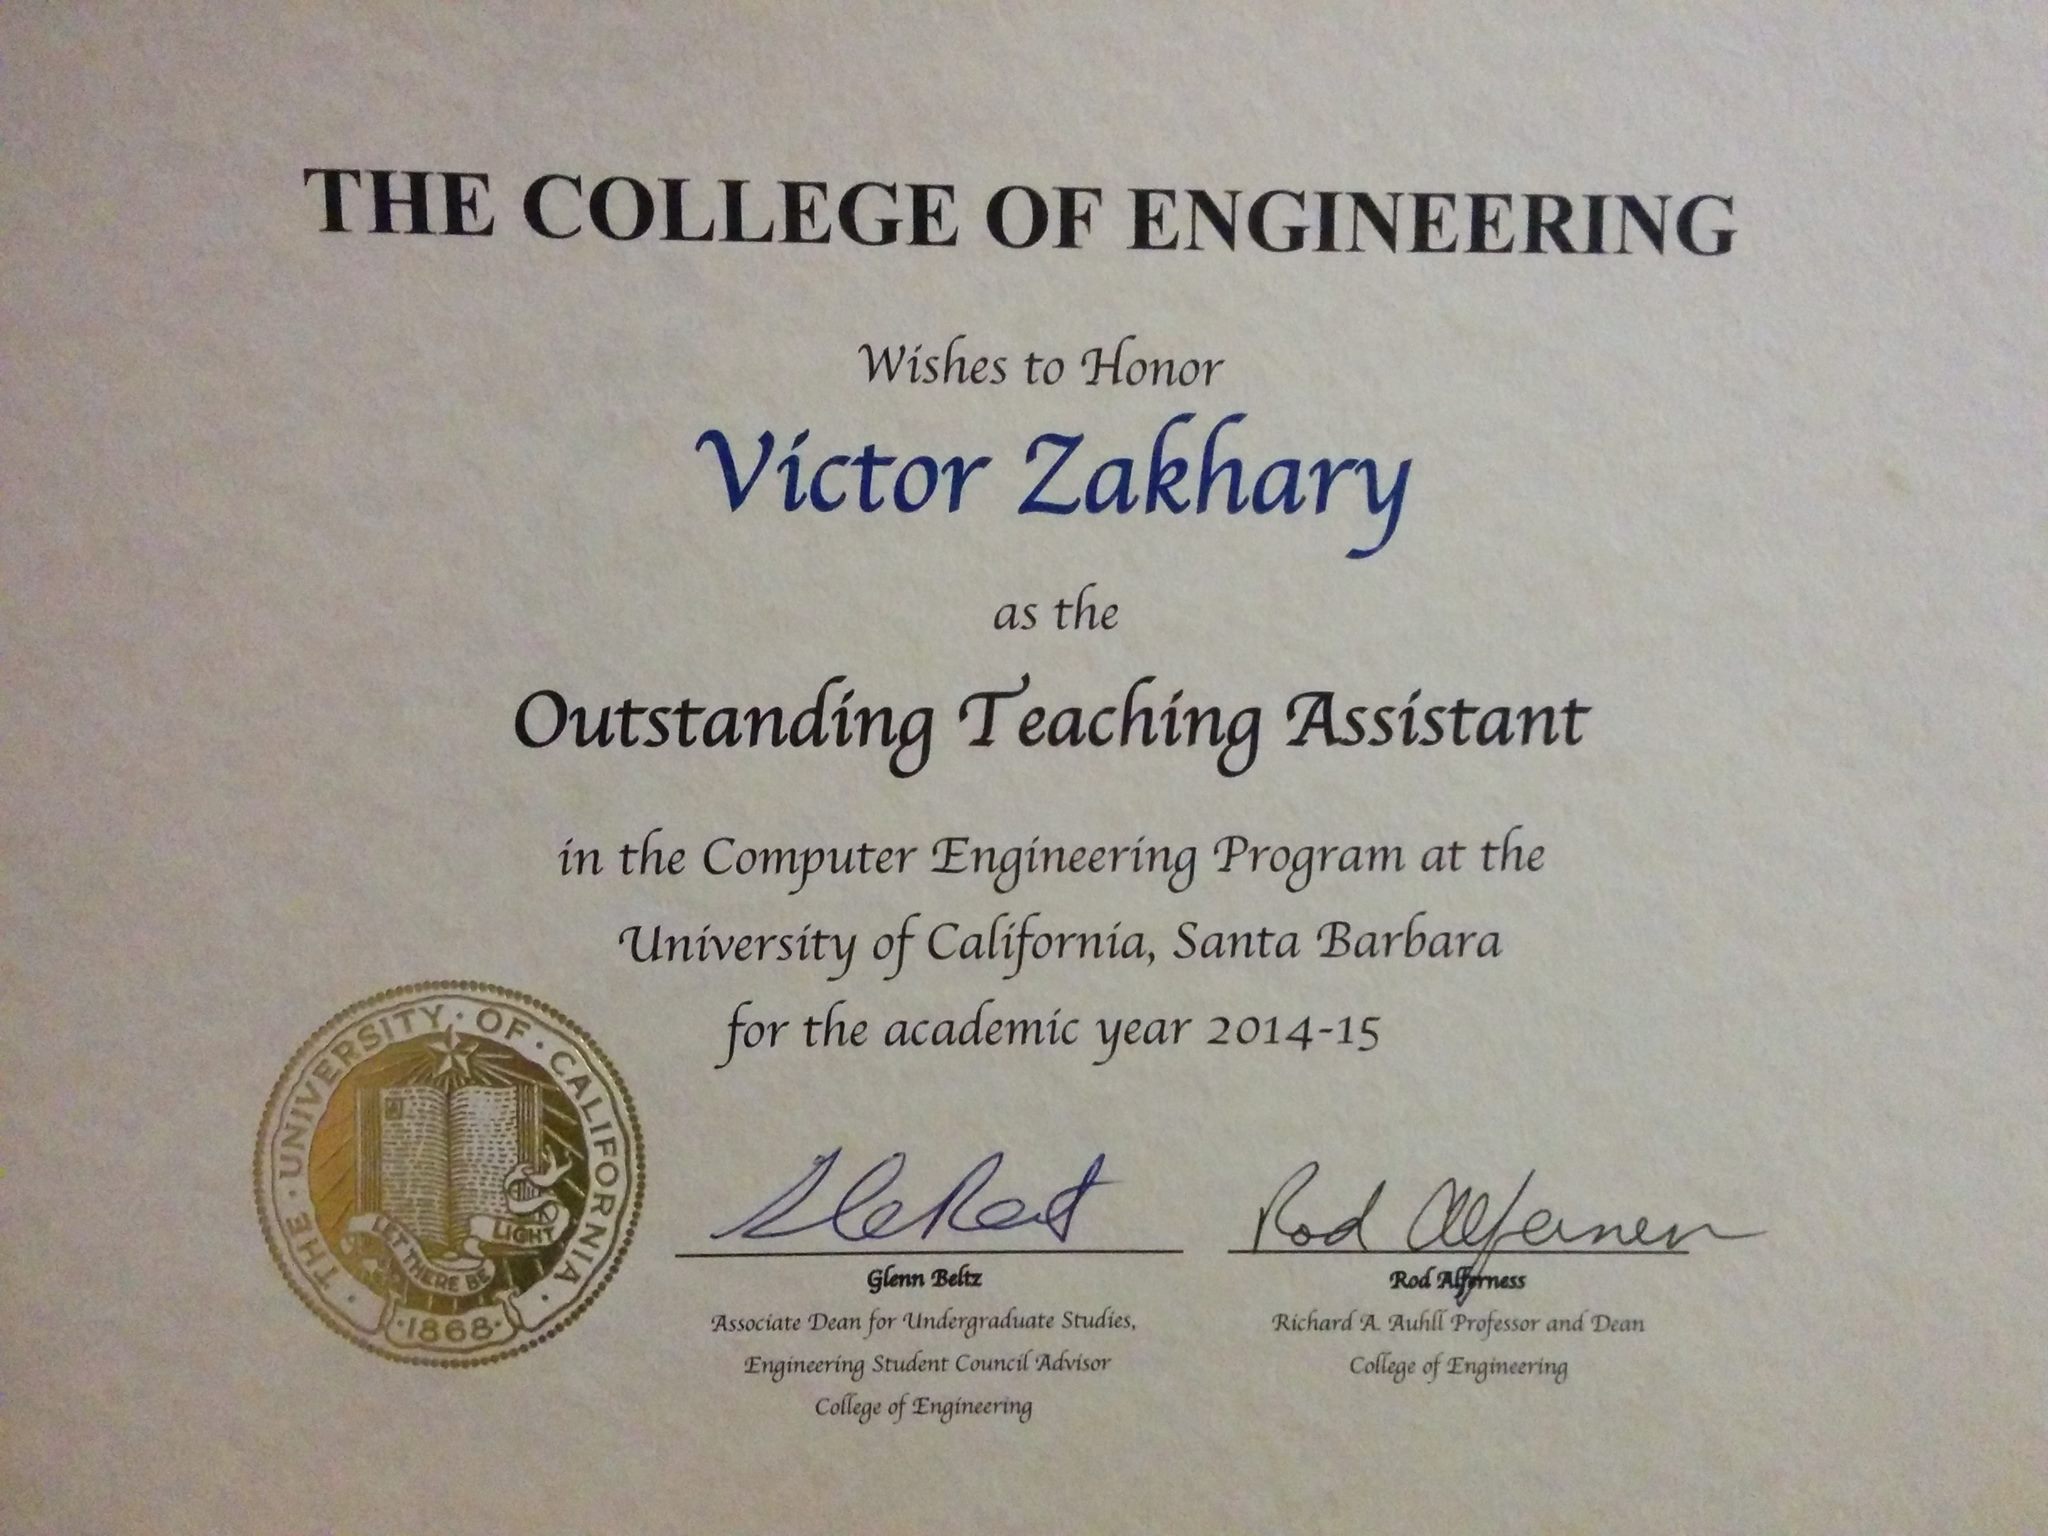 THE COLLEGE OF ENGINEERING
Wishes to Honor
Victor Zakhary
as the
Outstanding Teaching Assistant
in the Computer Engineering Program at the
University of California, Santa Barbara
for the academic year 2014-15
THE · UNIVERSITY · OF · CALIFORNIA ·
LET THERE BE LIGHT
·1868·
Rod Alferness
Glenn Beltz
Associate Dean for Undergraduate Studies,
Engineering Student Council Advisor
College of Engineering
Rod Alferness
Richard A. Auhll Professor and Dean
College of Engineering